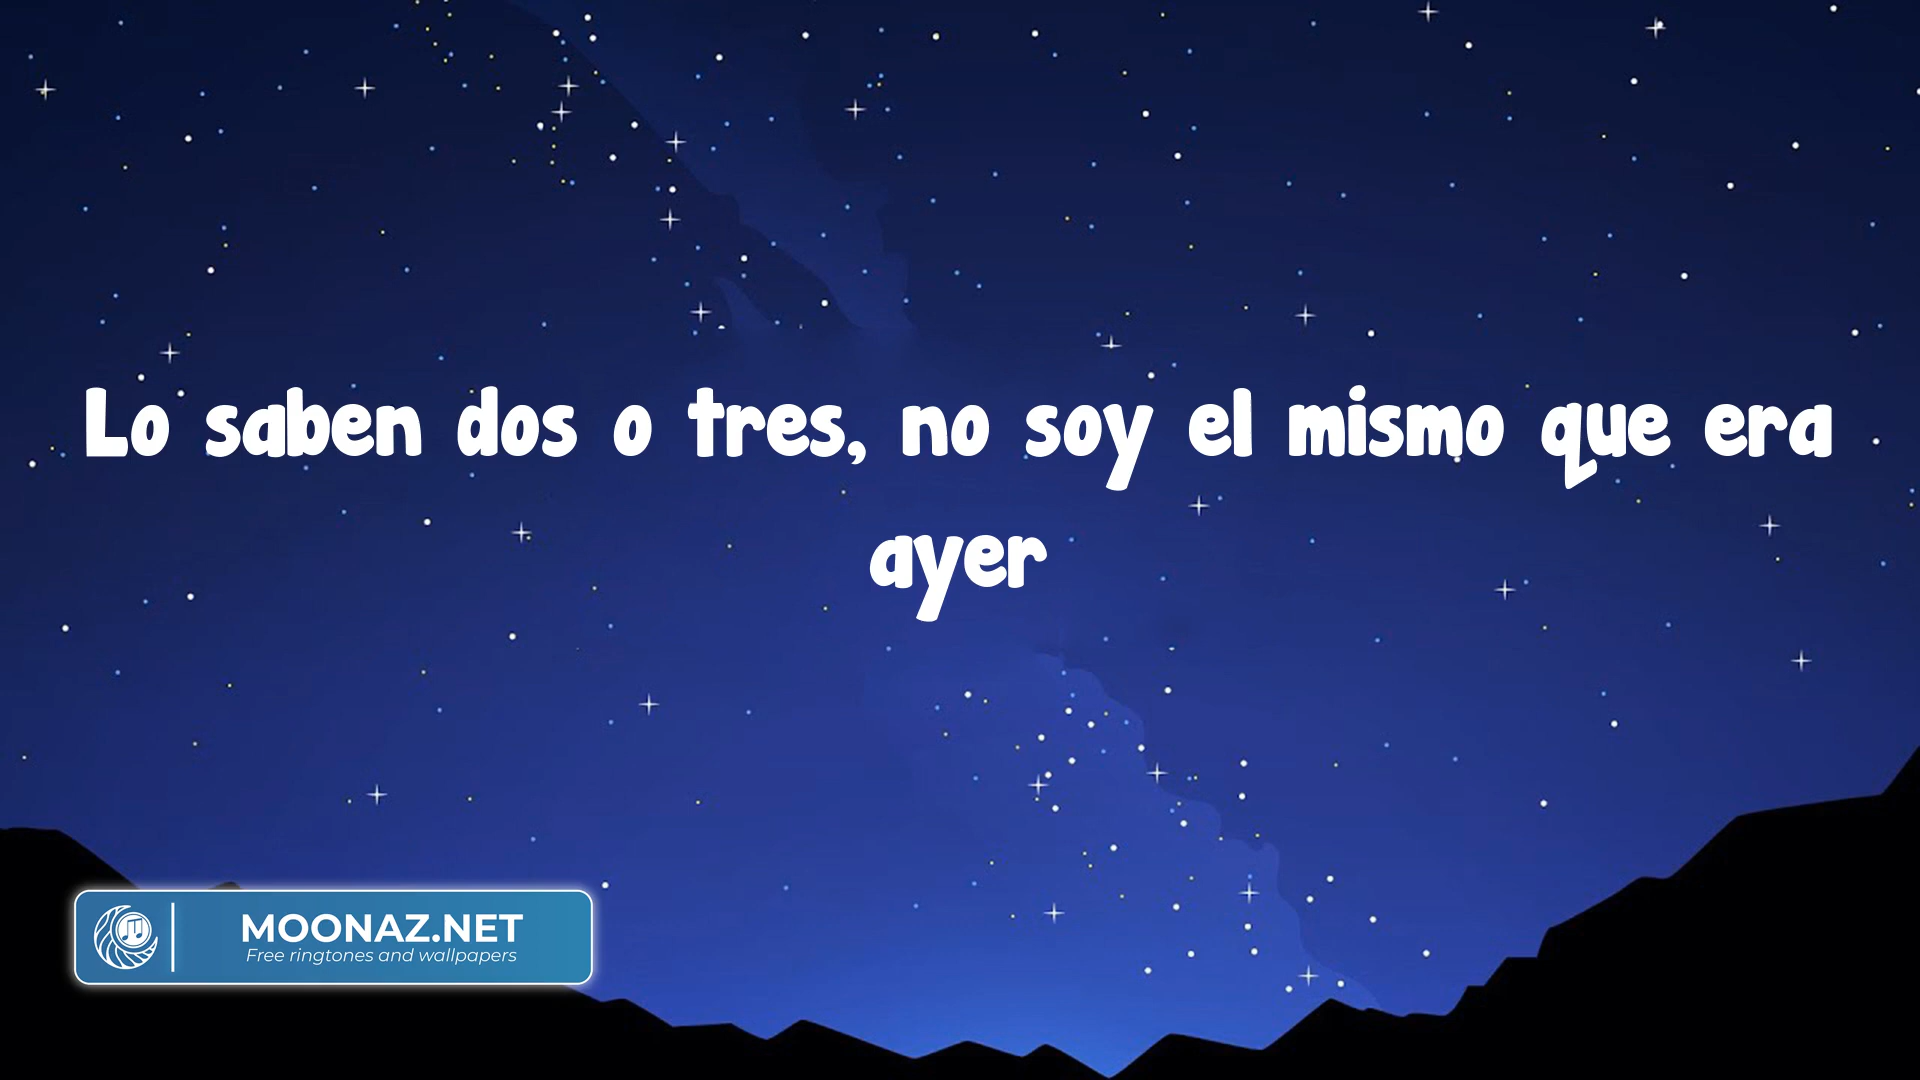 Lo saben dos o tres, no soy el mismo que era
ayer
MOONAZ.NET
Free ringtones and wallpapers